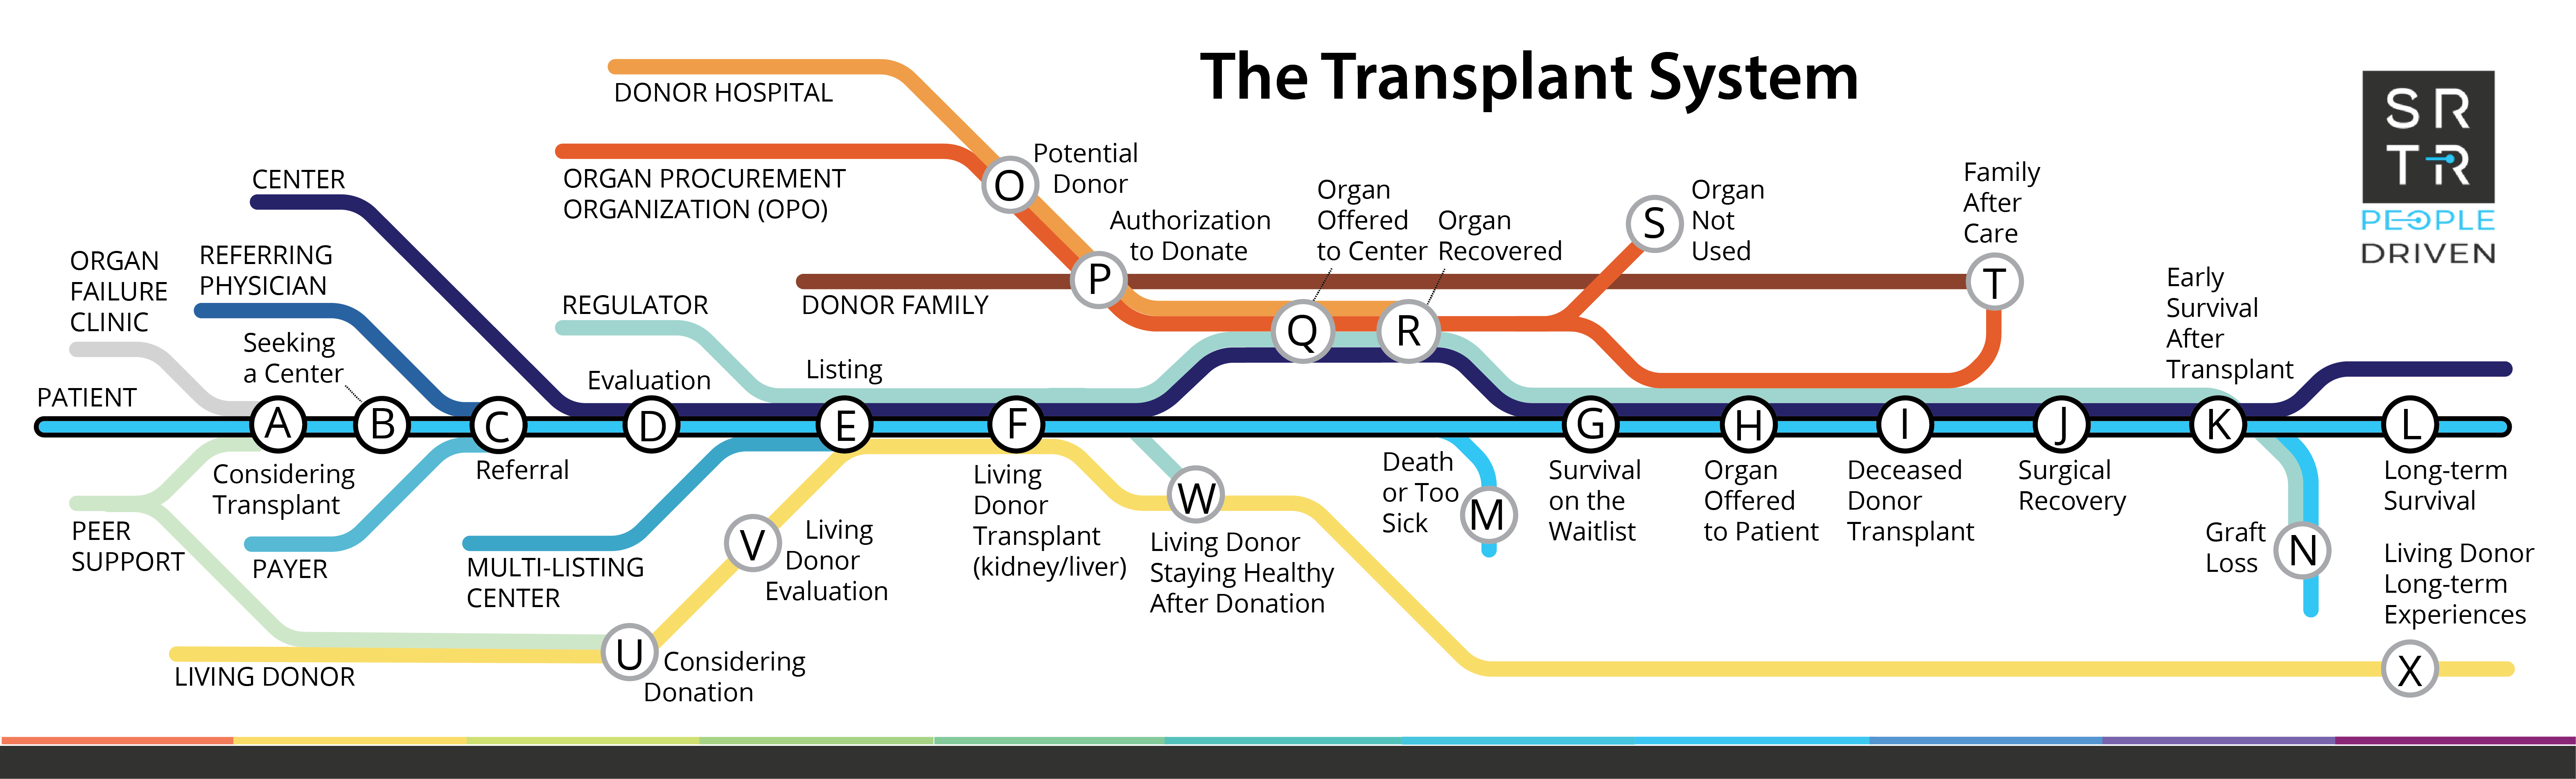 The Transplant System
S R
T R
PEOPLE
DRIVEN
DONOR HOSPITAL
ORGAN PROCUREMENT
ORGANIZATION (OPO)
O
Potential
Donor
CENTER
REFERRING
PHYSICIAN
ORGAN
FAILURE
CLINIC
Seeking
a Center
PATIENT
REGULATOR
DONOR FAMILY
P
Authorization
to Donate
Organ
Offered
to Center
Q
Organ
Recovered
R
S
Organ
Not
Used
Family
After
Care
T
Early
Survival
After
Transplant
Evaluation
Listing
A
B
C
D
E
F
G
H
I
J
K
L
Considering
Transplant
Referral
PEER
SUPPORT
PAYER
MULTI-LISTING
CENTER
LIVING DONOR
U
Considering
Donation
V
Living
Donor
Evaluation
Living
Donor
Transplant
(kidney/liver)
W
Living Donor
Staying Healthy
After Donation
Death
or Too
Sick
M
Survival
on the
Waitlist
Organ
Offered
to Patient
Deceased
Donor
Transplant
Surgical
Recovery
Graft
Loss
N
Long-term
Survival
Living Donor
Long-term
Experiences
X